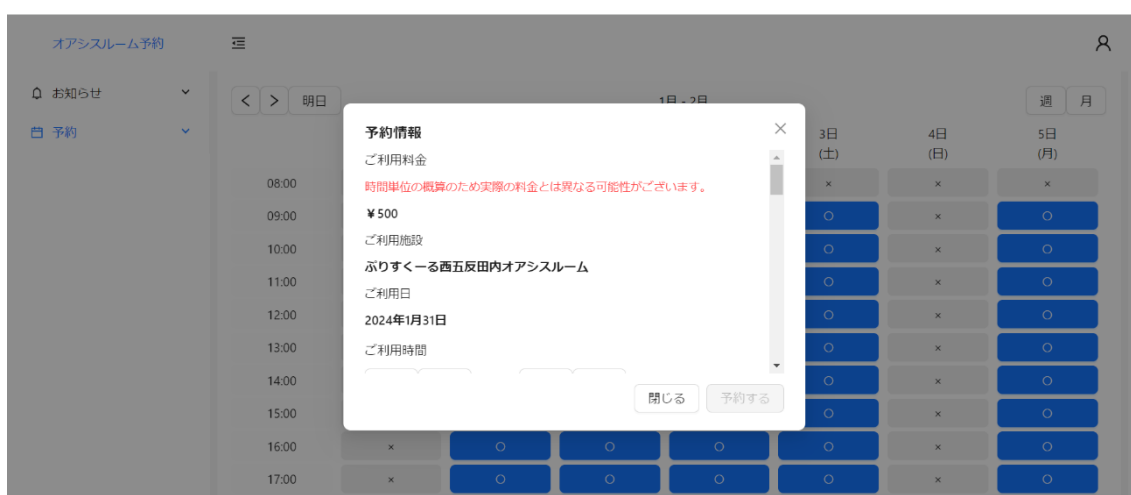 オアシスルーム予約
お知らせ
予約
明日
1日 - 2日
週 月
3日 4日 5日
(土) (日) (月)
予約情報
ご利用料金
時間単位の概算のため実際の料金とは異なる可能性がございます。
¥500
ご利用施設
ぷりすくーる西五反田内オアシスルーム
ご利用日
2024年1月31日
ご利用時間
閉じる 予約する
08:00 × × ×
09:00 ○ × ○
10:00 ○ × ○
11:00 ○ × ○
12:00 ○ × ○
13:00 ○ × ○
14:00 ○ × ○
15:00 ○ × ○
16:00 × ○ ○ ○ ○ × ○
17:00 × ○ ○ ○ ○ × ○